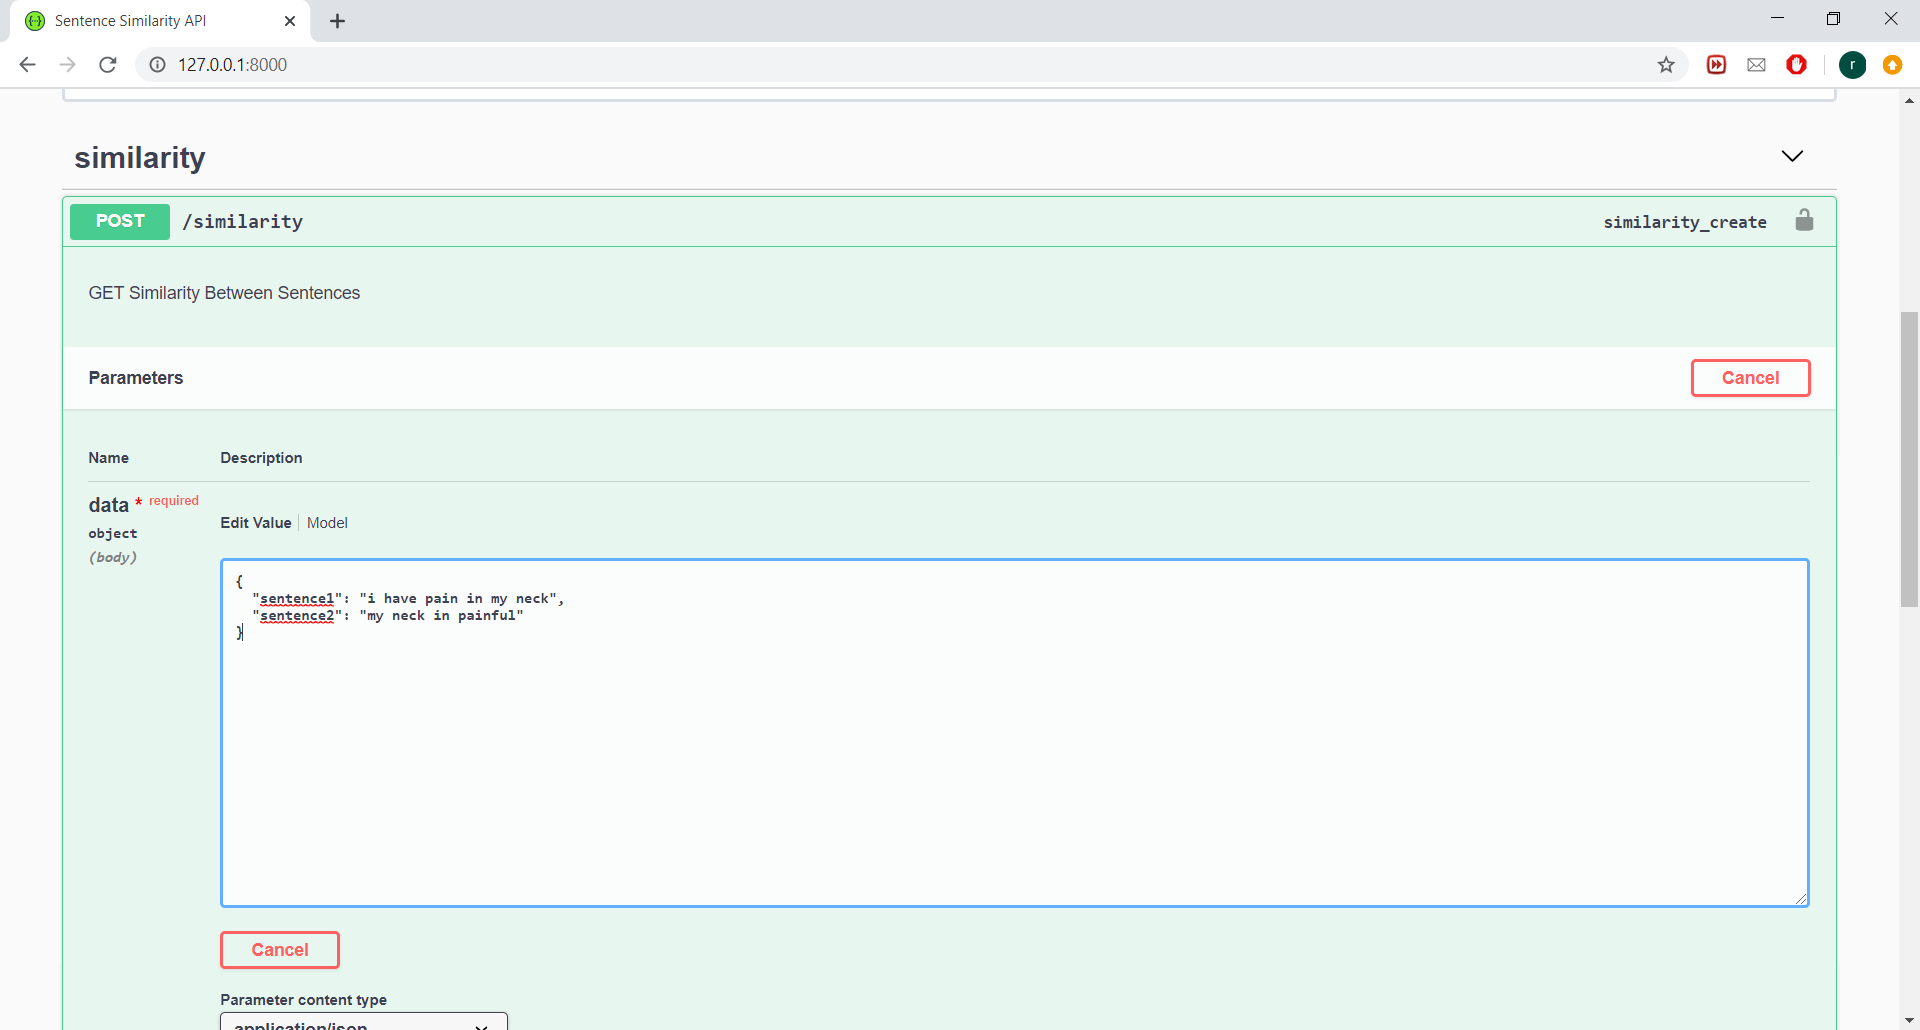 Sentence Similarity API
127.0.0.1:8000
r
similarity
POST /similarity similarity_create
GET Similarity Between Sentences
Parameters Cancel
Name Description
data * required
object
(body)
Edit Value Model
{
"sentence1": "i have pain in my neck",
"sentence2": "my neck in painful"
}
Cancel
Parameter content type
application/json